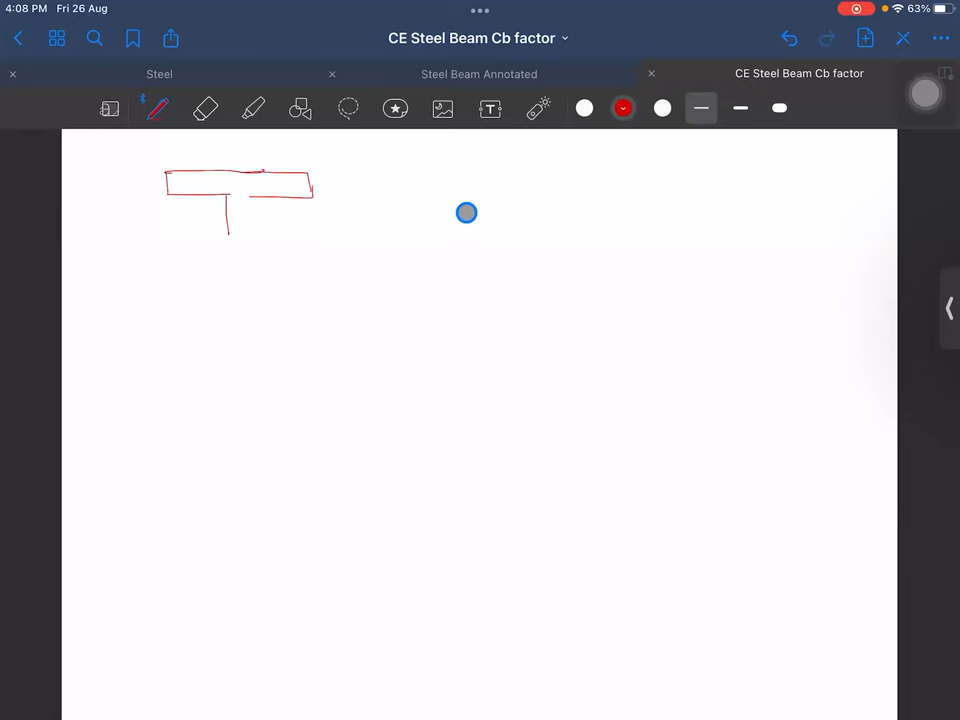 4:08 PM Fri 26 Aug
63%
CE Steel Beam Cb factor
Steel
Steel Beam Annotated
CE Steel Beam Cb factor
T